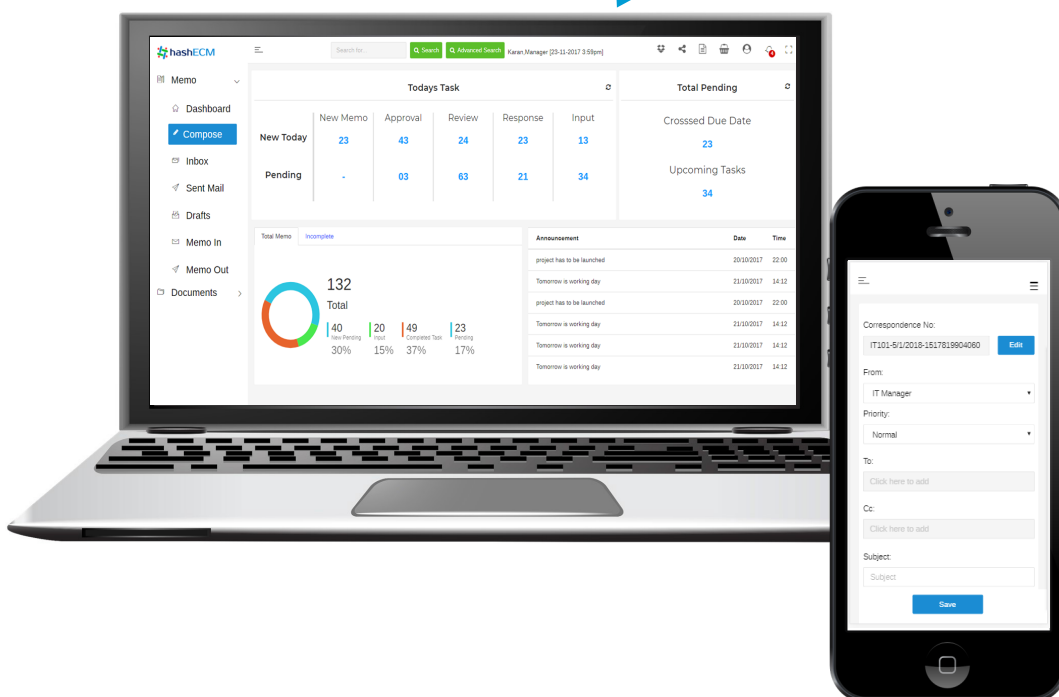 hashECM
Search for ..
Search
Advanced Search
Karan.Manager [23-11-2017 3:59pm]
4
Memo
Dashboard
Compose
Inbox
Sent Mail
Drafts
Memo In
Memo Out
Documents
Todays Task
New Memo Approval Review Response Input
New Today 23 43 24 23 13
Pending - 03 63 21 34
Total Pending
Crosssed Due Date
23
Upcoming Tasks
34
Total Memo Incomplete
132
Total
40 20 49 23
New Pending Input Completed Task Pending
30% 15% 37% 17%
Announcement Date Time
project has to be launched 20/10/2017 22:00
Tomorrow is working day 21/10/2017 14:12
project has to be launched 20/10/2017 22:00
Tomorrow is working day 21/10/2017 14:12
Tomorrow is working day 21/10/2017 14:12
Tomorrow is working day 21/10/2017 14:12
Correspondence No:
IT101-5/1/2018-1517819904060 Edit
From:
IT Manager
Priority:
Normal
To:
Click here to add
Cc:
Click here to add
Subject:
Subject
Save